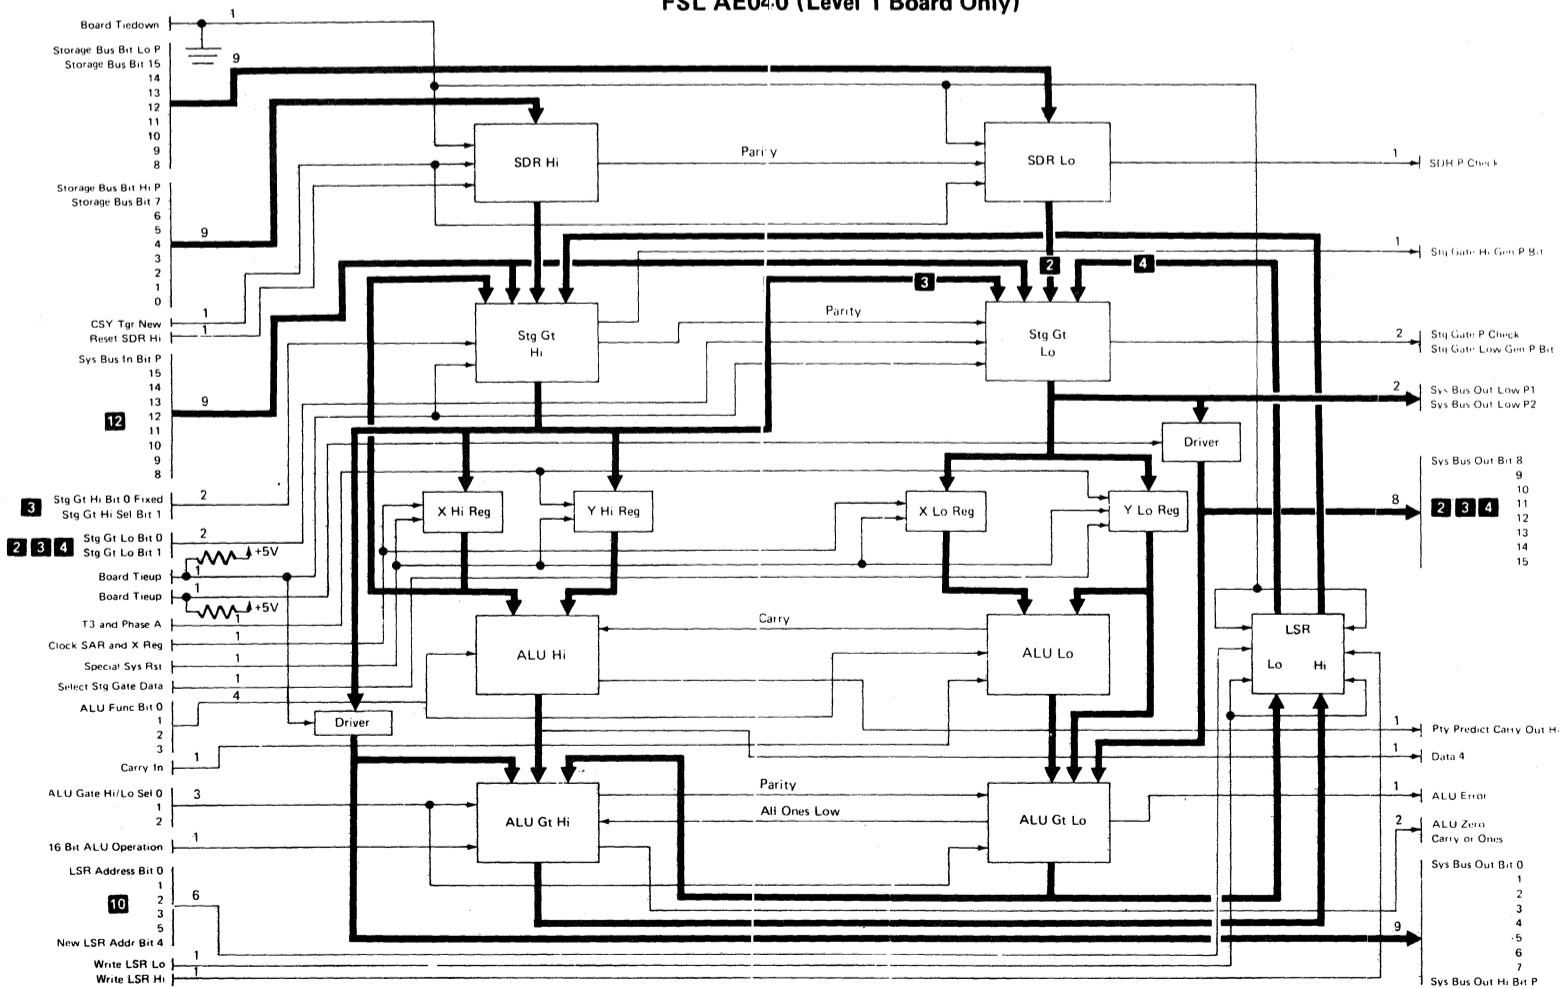 FSL AE040 (Level 1 Board Only)
Board Tiedown
1
Storage Bus Bit Lo P
Storage Bus Bit 15
14
13
12
11
10
9
8
9
Storage Bus Bit Hi P
Storage Bus Bit 7
6
5
4
3
2
1
0
9
CSY Tgr New
1
Reset SDR Hi
1
Sys Bus In Bit P
15
14
13
12
11
10
9
8
9
12
3
Stg Gt Hi Bit 0 Fixed
Stg Gt Hi Sel Bit 1
2
2 3 4
Stg Gt Lo Bit 0
Stg Gt Lo Bit 1
2
+5V
Board Tieup
1
Board Tieup
1
+5V
T3 and Phase A
1
Clock SAR and X Reg
1
Special Sys Rst
1
Select Stg Gate Data
1
ALU Func Bit 0
1
2
3
4
Carry In
1
ALU Gate Hi/Lo Sel 0
1
2
3
16 Bit ALU Operation
1
LSR Address Bit 0
1
2
3
5
New LSR Addr Bit 4
6
10
Write LSR Lo
1
Write LSR Hi
1
SDR Hi
Parity
SDR Lo
2
4
3
Stg Gt
Hi
Parity
Stg Gt
Lo
Driver
X Hi Reg
Y Hi Reg
X Lo Reg
Y Lo Reg
ALU Hi
Carry
ALU Lo
LSR
Lo Hi
Driver
ALU Gt Hi
Parity
All Ones Low
ALU Gt Lo
1
SDR P Check
1
Stg Gate Hi Gen P Bit
2
Stg Gate P Check
Stg Gate Low Gen P Bit
2
Sys Bus Out Low P1
Sys Bus Out Low P2
Sys Bus Out Bit 8
9
10
11
12
13
14
15
8
2 3 4
1
Pty Predict Carry Out H
1
Data 4
1
ALU Error
2
ALU Zero
Carry or Ones
Sys Bus Out Bit 0
1
2
3
4
5
6
7
Sys Bus Out Hi Bit P
9